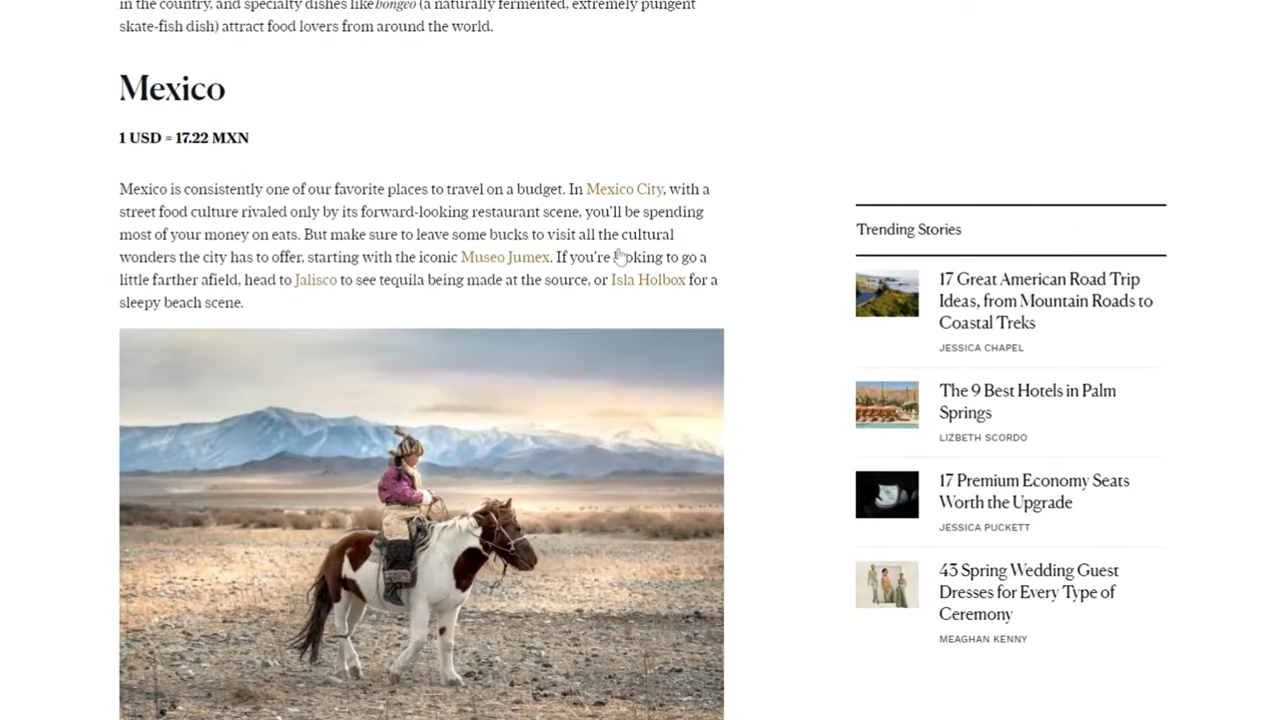 in the country, and specialty dishes like hongeo (a naturally fermented, extremely pungent
skate-fish dish) attract food lovers from around the world.
Mexico
1 USD = 17.22 MXN
Mexico is consistently one of our favorite places to travel on a budget. In Mexico City, with a
street food culture rivaled only by its forward-looking restaurant scene, you'll be spending
most of your money on eats. But make sure to leave some bucks to visit all the cultural
wonders the city has to offer, starting with the iconic Museo Jumex. If you're looking to go a
little farther afield, head to Jalisco to see tequila being made at the source, or Isla Holbox for a
sleepy beach scene.
Trending Stories
17 Great American Road Trip
Ideas, from Mountain Roads to
Coastal Treks
JESSICA CHAPEL
The 9 Best Hotels in Palm
Springs
LIZBETH SCORDO
17 Premium Economy Seats
Worth the Upgrade
JESSICA PUCKETT
43 Spring Wedding Guest
Dresses for Every Type of
Ceremony
MEAGHAN KENNY